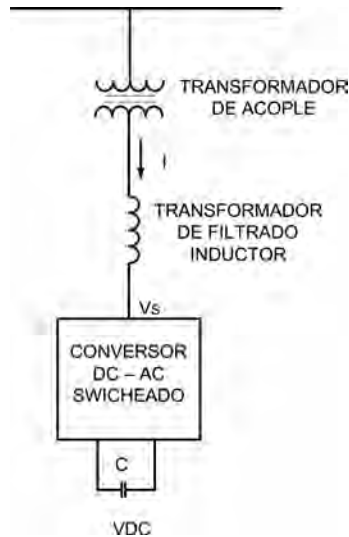 TRANSFORMADOR
DE ACOPLE
I
TRANSFORMADOR
DE FILTRADO
INDUCTOR
Vs
CONVERSOR
DC – AC
SWICHEADO
C
VDC